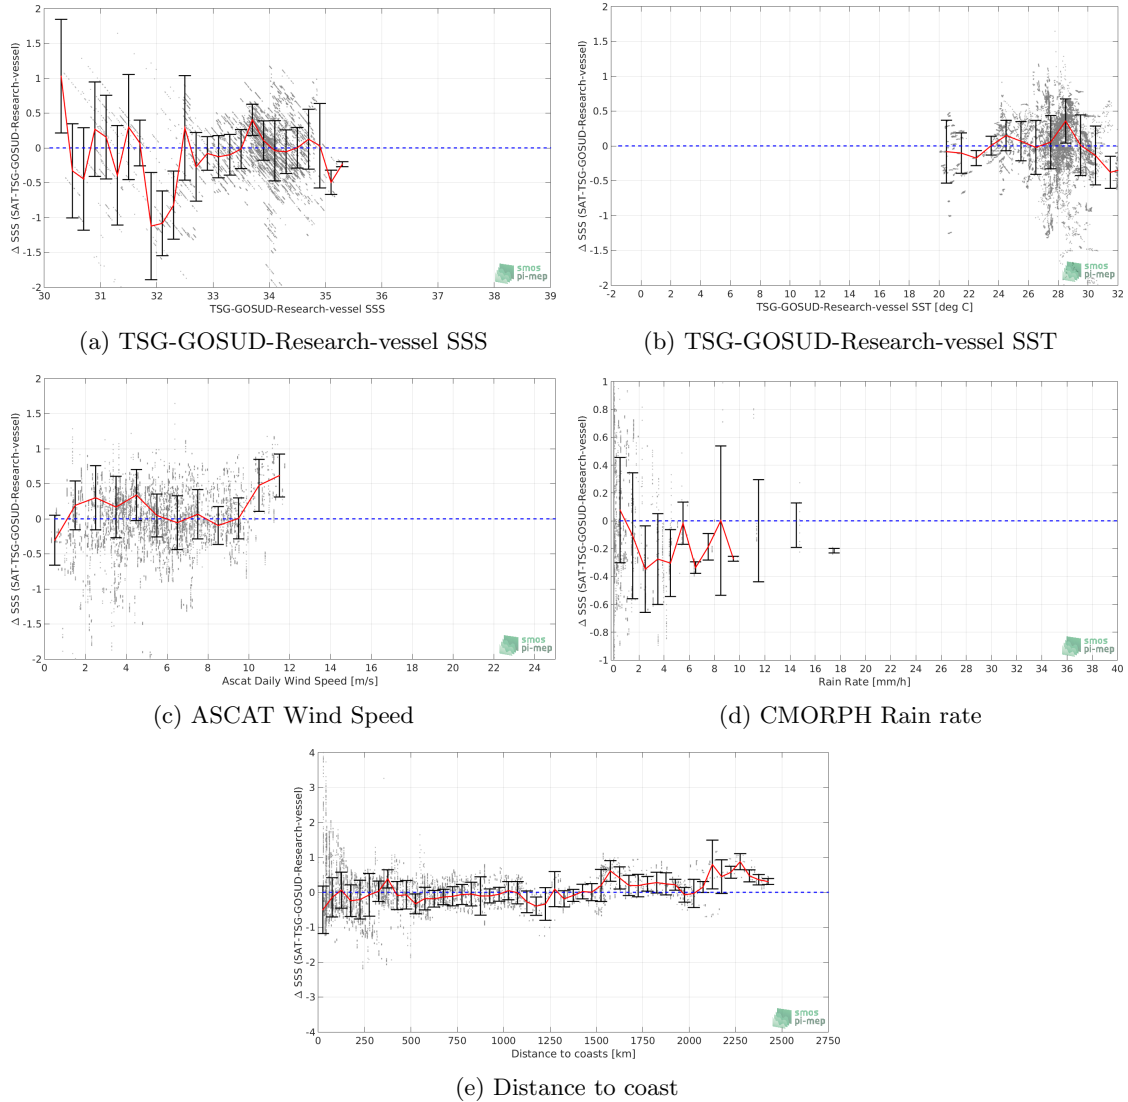 2
1.5
1
0.5
0
-0.5
-1
-1.5
-2
30 31 32 33 34 35 36 37 38 39
TSG-GOSUD-Research-vessel SSS
Δ SSS (SAT-TSG-GOSUD-Research-vessel)
smos
pi-mep
(a) TSG-GOSUD-Research-vessel SSS
2
1.5
1
0.5
0
-0.5
-1
-1.5
-2
-2 0 2 4 6 8 10 12 14 16 18 20 22 24 26 28 30 32
TSG-GOSUD-Research-vessel SST [deg C]
Δ SSS (SAT-TSG-GOSUD-Research-vessel)
smos
pi-mep
(b) TSG-GOSUD-Research-vessel SST
2
1.5
1
0.5
0
-0.5
-1
-1.5
-2
0 2 4 6 8 10 12 14 16 18 20 22 24
Ascat Daily Wind Speed [m/s]
Δ SSS (SAT-TSG-GOSUD-Research-vessel)
smos
pi-mep
(c) ASCAT Wind Speed
1
0.8
0.6
0.4
0.2
0
-0.2
-0.4
-0.6
-0.8
-1
0 2 4 6 8 10 12 14 16 18 20 22 24 26 28 30 32 34 36 38 40
Rain Rate [mm/h]
Δ SSS (SAT-TSG-GOSUD-Research-vessel)
smos
pi-mep
(d) CMORPH Rain rate
4
3
2
1
0
-1
-2
-3
-4
0 250 500 750 1000 1250 1500 1750 2000 2250 2500 2750
Distance to coasts [km]
Δ SSS (SAT-TSG-GOSUD-Research-vessel)
smos
pi-mep
(e) Distance to coast